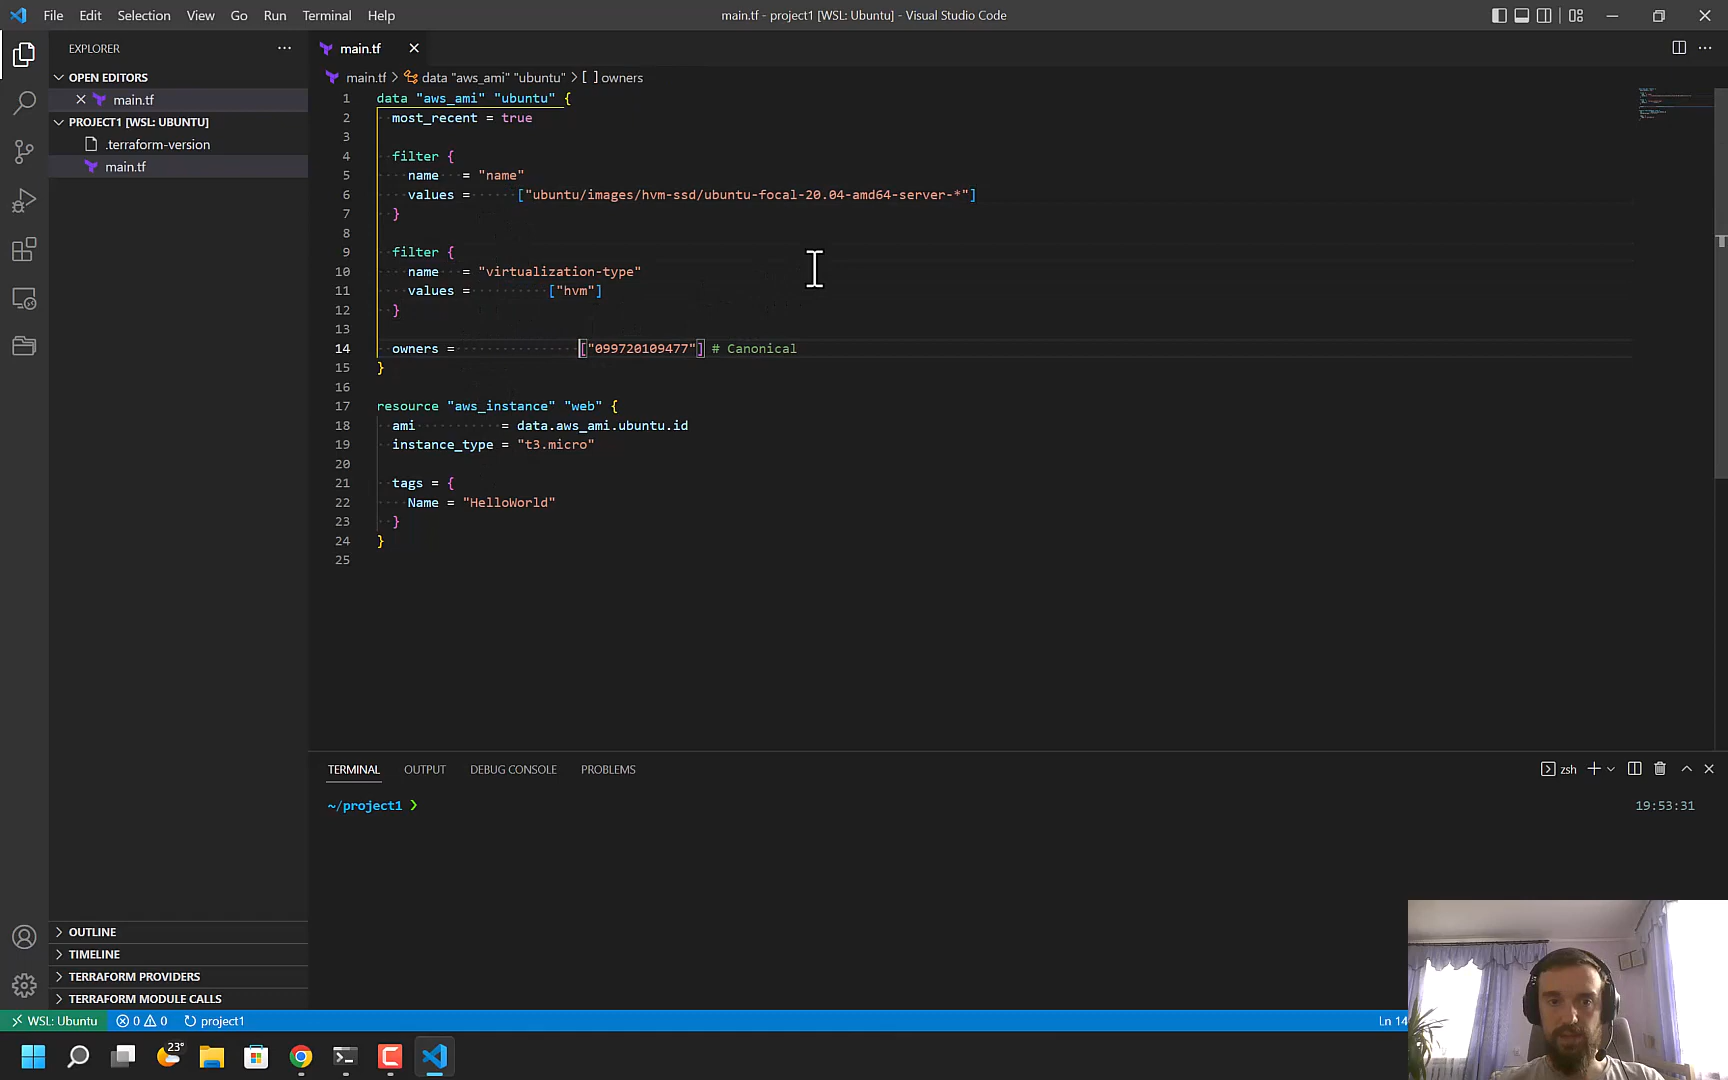 File Edit Selection View Go Run Terminal Help
main.tf - project1 [WSL: Ubuntu] - Visual Studio Code
EXPLORER
OPEN EDITORS
main.tf
PROJECT1 [WSL: UBUNTU]
.terraform-version
main.tf
OUTLINE
TIMELINE
TERRAFORM PROVIDERS
TERRAFORM MODULE CALLS
main.tf
main.tf > data "aws_ami" "ubuntu" > [ ] owners
1 data "aws_ami" "ubuntu" {
2 most_recent = true
3
4 filter {
5 name = "name"
6 values = ["ubuntu/images/hvm-ssd/ubuntu-focal-20.04-amd64-server-*"]
7 }
8
9 filter {
10 name = "virtualization-type"
11 values = ["hvm"]
12 }
13
14 owners = ["099720109477"] # Canonical
15 }
16
17 resource "aws_instance" "web" {
18 ami = data.aws_ami.ubuntu.id
19 instance_type = "t3.micro"
20
21 tags = {
22 Name = "HelloWorld"
23 }
24 }
25
TERMINAL OUTPUT DEBUG CONSOLE PROBLEMS
zsh
~/project1 ❯ 19:53:31
WSL: Ubuntu 0 0 project1 Ln 14
23°